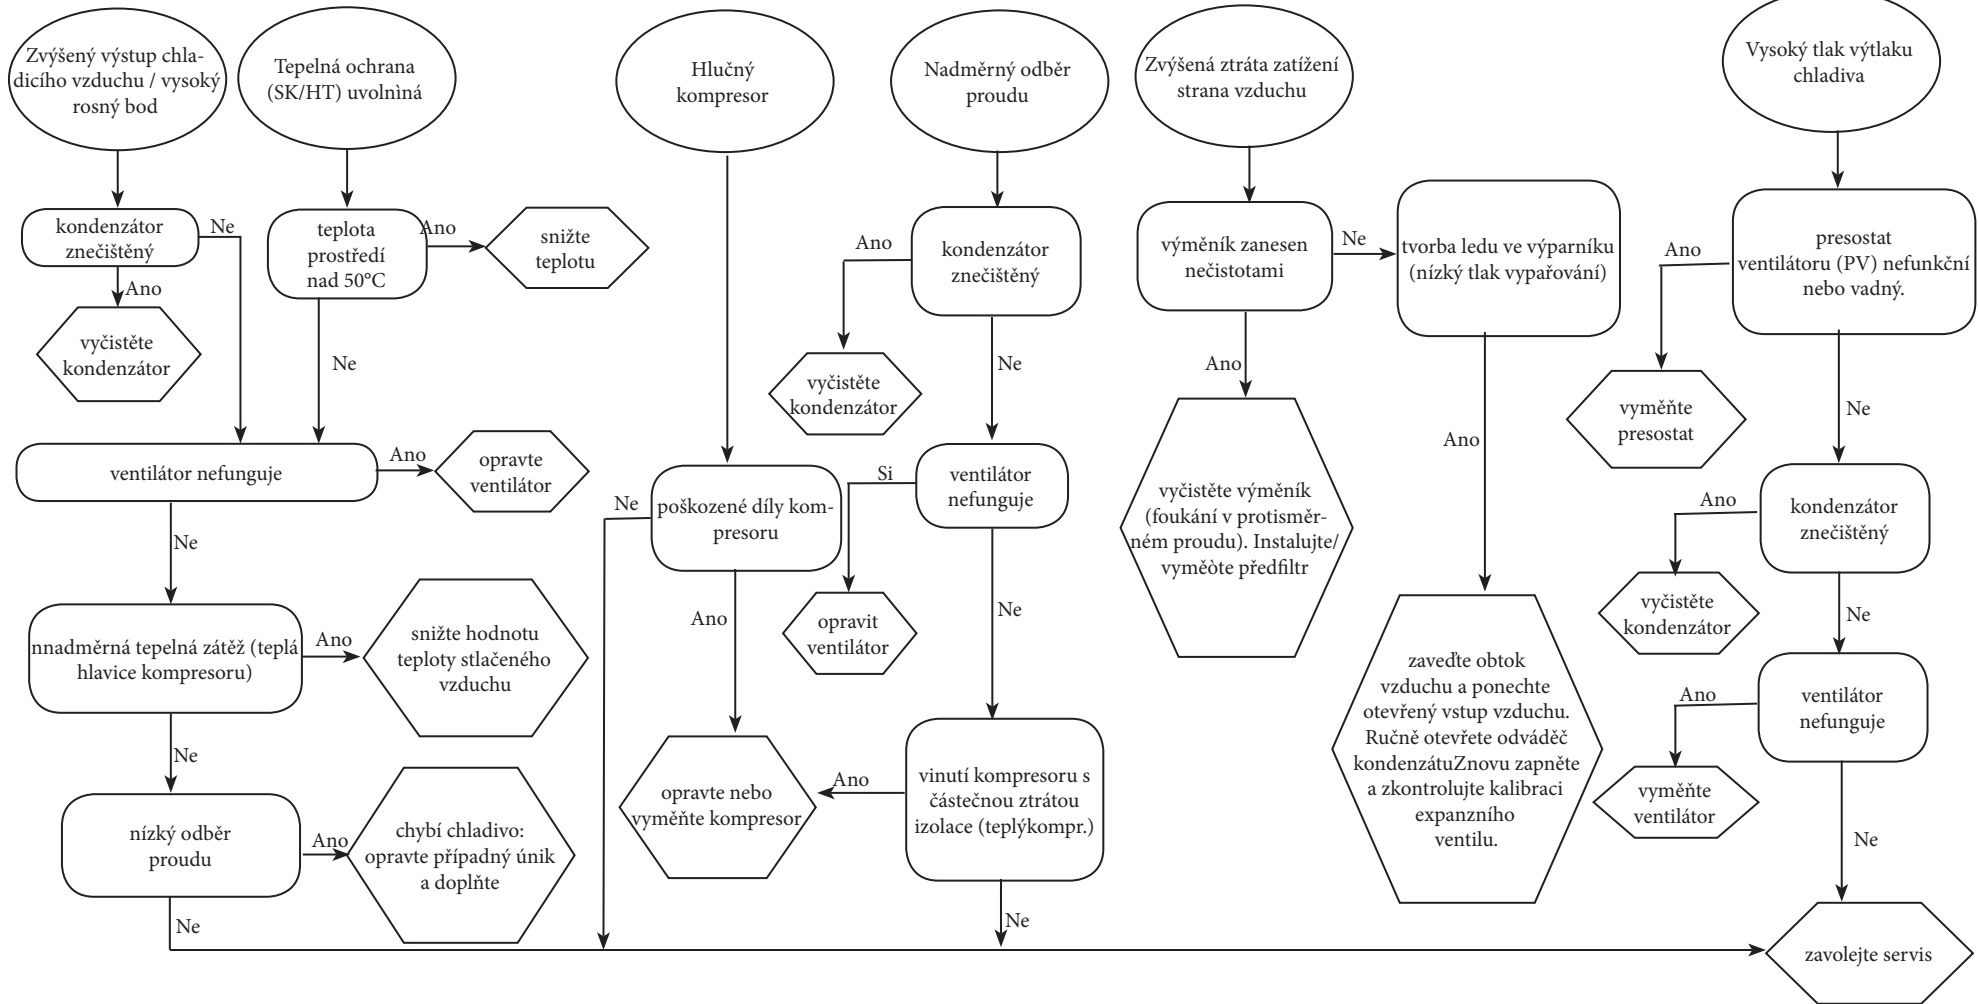 Zvýšený výstup chla-
dicího vzduchu / vysoký
rosný bod
kondenzátor
znečištěný
Ne
Ano
vyčistěte
kondenzátor
Tepelná ochrana
(SK/HT) uvolnìná
teplota
prostředí
nad 50°C
Ano
snižte
teplotu
Ne
ventilátor nefunguje
Ano
opravte
ventilátor
Ne
nnadměrná tepelná zátěž (teplá
hlavice kompresoru)
Ano
snižte hodnotu
teploty stlačeného
vzduchu
Ne
nízký odběr
proudu
Ano
chybí chladivo:
opravte případný únik
a doplňte
Ne
Hlučný
kompresor
poškozené díly kom-
presoru
Ne
Ano
opravte nebo
vyměňte kompresor
Nadměrný odběr
proudu
kondenzátor
znečištěný
Ano
vyčistěte
kondenzátor
Ne
ventilátor
nefunguje
Si
opravit
ventilátor
Ne
vinutí kompresoru s
částečnou ztrátou
izolace (teplýkompr.)
Ano
Ne
Zvýšená ztráta zatížení
strana vzduchu
výměník zanesen
nečistotami
Ne
Ano
vyčistěte výměník
(foukání v protisměr-
ném proudu). Instalujte/
vyměòte předfiltr
tvorba ledu ve výparníku
(nízký tlak vypařování)
Ano
zaveďte obtok
vzduchu a ponechte
otevřený vstup vzduchu.
Ručně otevřete odváděč
kondenzátuZnovu zapněte
a zkontrolujte kalibraci
expanzního
ventilu.
Vysoký tlak výtlaku
chladiva
presostat
ventilátoru (PV) nefunkční
nebo vadný.
Ano
vyměňte
presostat
Ne
kondenzátor
znečištěný
Ano
vyčistěte
kondenzátor
Ne
ventilátor
nefunguje
Ano
vyměňte
ventilátor
Ne
zavolejte servis